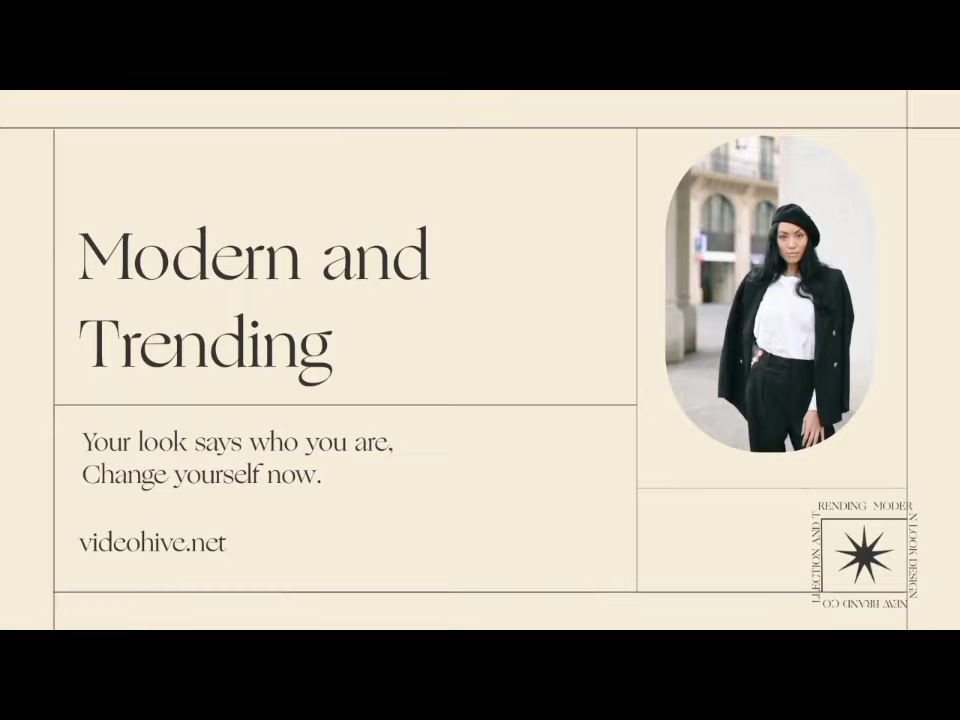 Modern and
Trending
Your look says who you are,
Change yourself now.
videohive.net
RENDING MODER
N LOOK DESIGN
NEW BRAND CO
LLECTION AND T